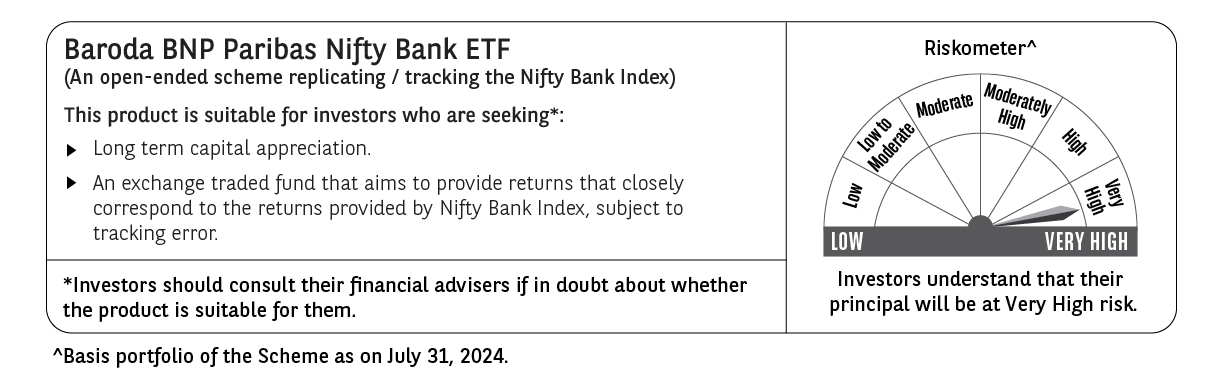 Baroda BNP Paribas Nifty Bank ETF
(An open-ended scheme replicating / tracking the Nifty Bank Index)
This product is suitable for investors who are seeking*:
Long term capital appreciation.
An exchange traded fund that aims to provide returns that closely
correspond to the returns provided by Nifty Bank Index, subject to
tracking error.
*Investors should consult their financial advisers if in doubt about whether
the product is suitable for them.
Riskometer^
Low
Low to
Moderate
Moderate
Moderately
High
High
Very
High
LOW
VERY HIGH
Investors understand that their
principal will be at Very High risk.
^Basis portfolio of the Scheme as on July 31, 2024.